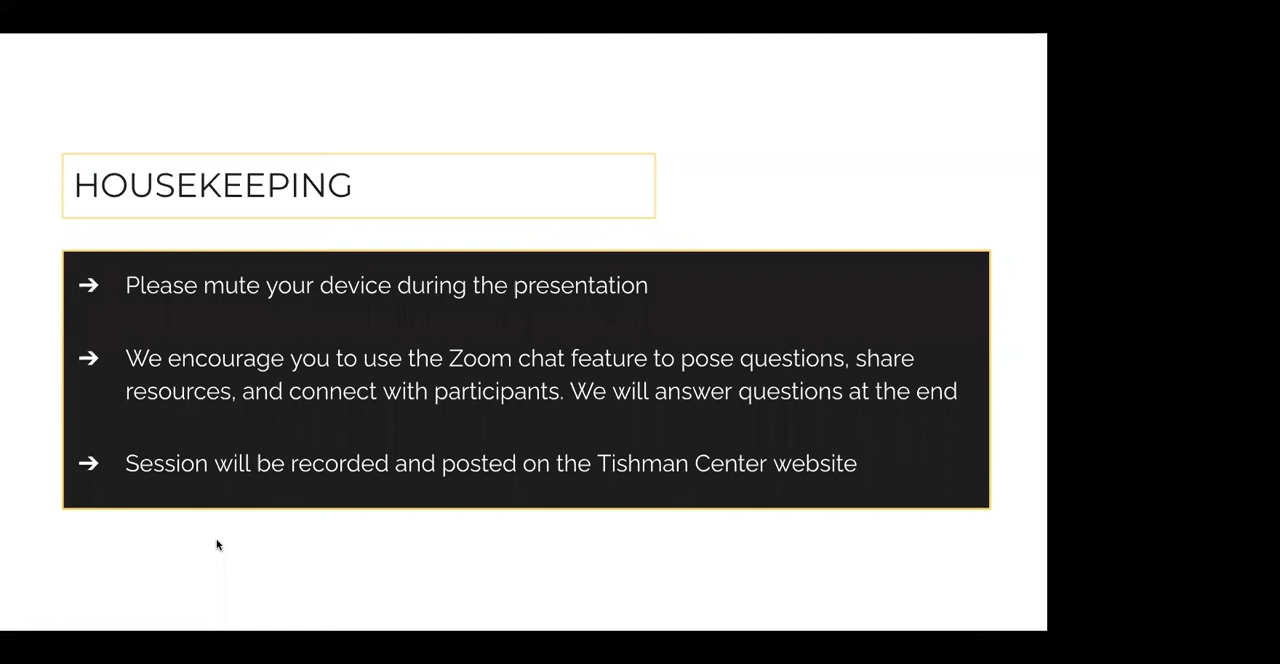 HOUSEKEEPING
➔ Please mute your device during the presentation
➔ We encourage you to use the Zoom chat feature to pose questions, share
resources, and connect with participants. We will answer questions at the end
➔ Session will be recorded and posted on the Tishman Center website